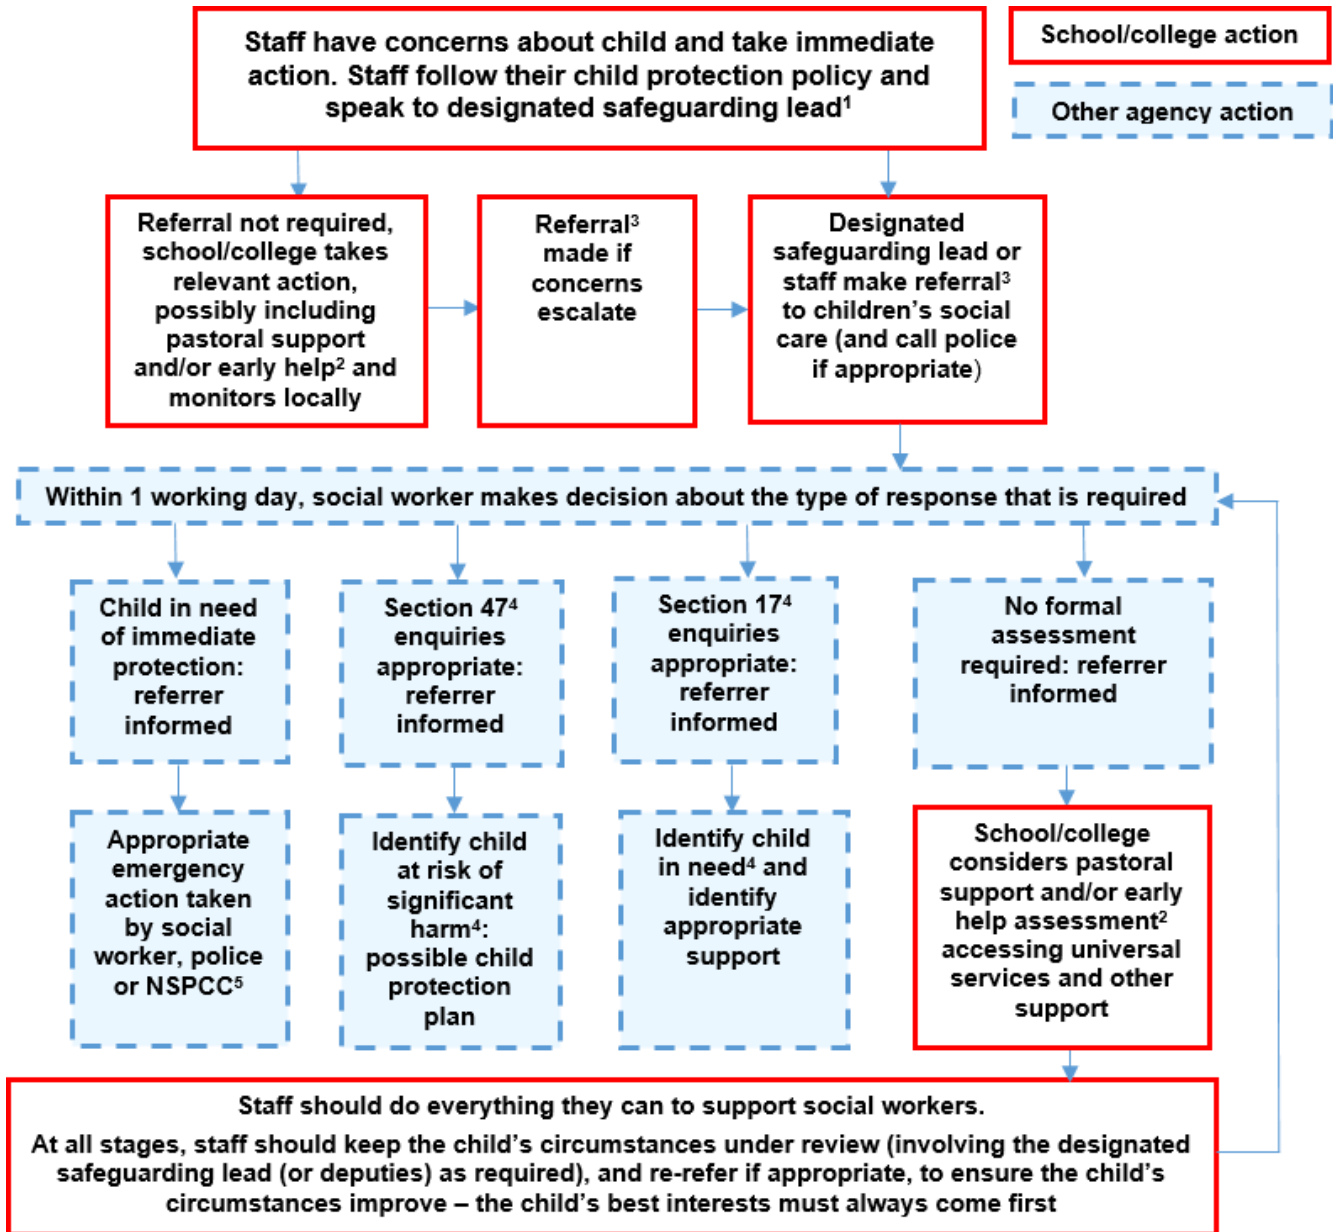 Staff have concerns about child and take immediate
action. Staff follow their child protection policy and
speak to designated safeguarding lead¹
School/college action
Other agency action
Referral not required,
school/college takes
relevant action,
possibly including
pastoral support
and/or early help² and
monitors locally
Referral³
made if
concerns
escalate
Designated
safeguarding lead or
staff make referral³
to children’s social
care (and call police
if appropriate)
Within 1 working day, social worker makes decision about the type of response that is required
Child in need
of immediate
protection:
referrer
informed
Section 47⁴
enquiries
appropriate:
referrer
informed
Section 17⁴
enquiries
appropriate:
referrer
informed
No formal
assessment
required: referrer
informed
Appropriate
emergency
action taken
by social
worker, police
or NSPCC⁵
Identify child
at risk of
significant
harm⁴:
possible child
protection
plan
Identify child
in need⁴ and
identify
appropriate
support
School/college
considers pastoral
support and/or early
help assessment²
accessing universal
services and other
support
Staff should do everything they can to support social workers.
At all stages, staff should keep the child’s circumstances under review (involving the designated
safeguarding lead (or deputies) as required), and re-refer if appropriate, to ensure the child’s
circumstances improve – the child’s best interests must always come first